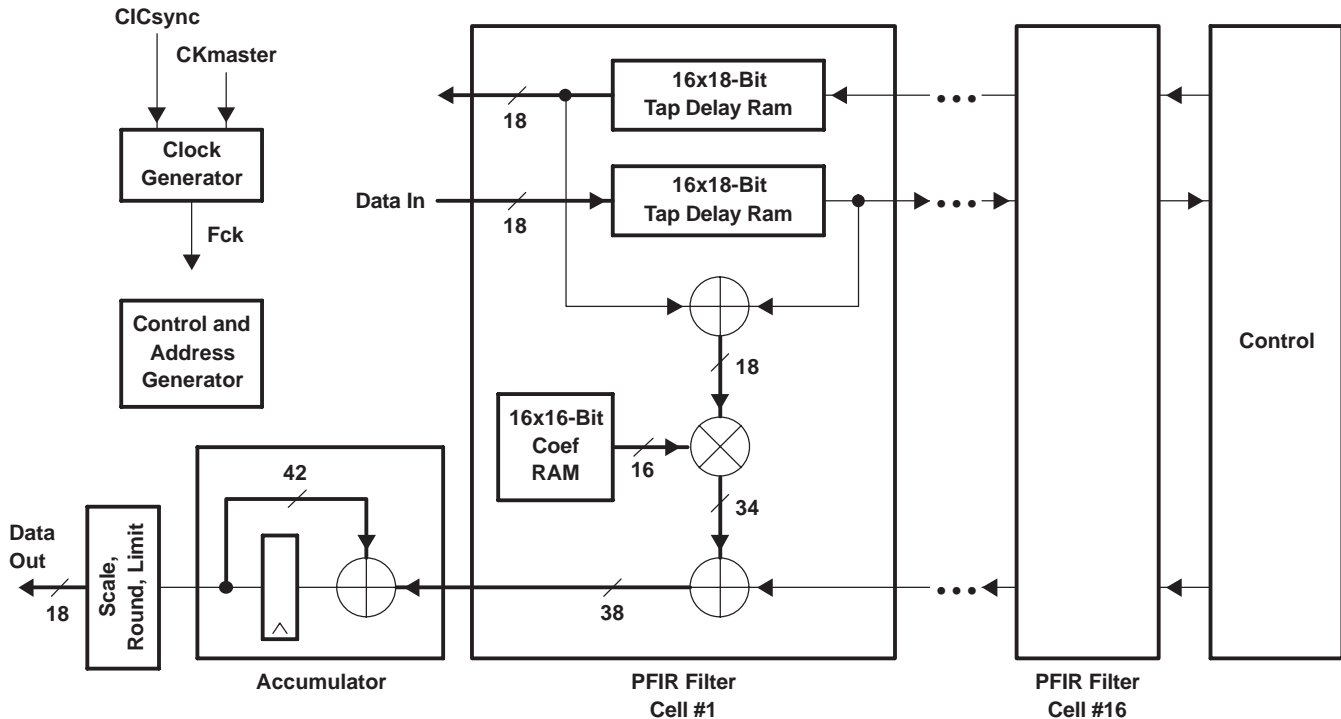 CICsync
CKmaster
Clock
Generator
Fck
Control and
Address
Generator
16x18-Bit
Tap Delay Ram
18
Data In
18
16x18-Bit
Tap Delay Ram
18
16x16-Bit
Coef
RAM
16
34
38
42
Data
Out
18
Scale,
Round, Limit
Accumulator
PFIR Filter
Cell #1
PFIR Filter
Cell #16
Control